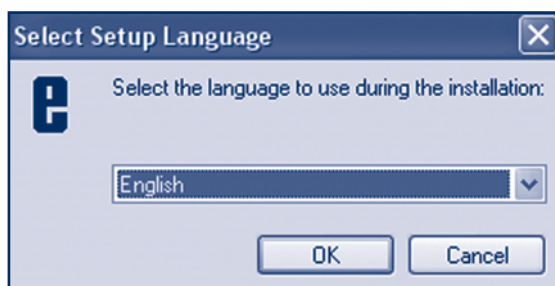 Select Setup Language
e
Select the language to use during the installation:
English
OK
Cancel